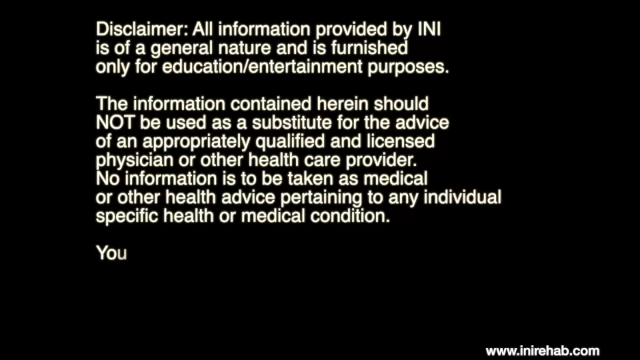 Disclaimer: All information provided by INI
is of a general nature and is furnished
only for education/entertainment purposes.
The information contained herein should
NOT be used as a substitute for the advice
of an appropriately qualified and licensed
physician or other health care provider.
No information is to be taken as medical
or other health advice pertaining to any individual
specific health or medical condition.
You
www.inirehab.com